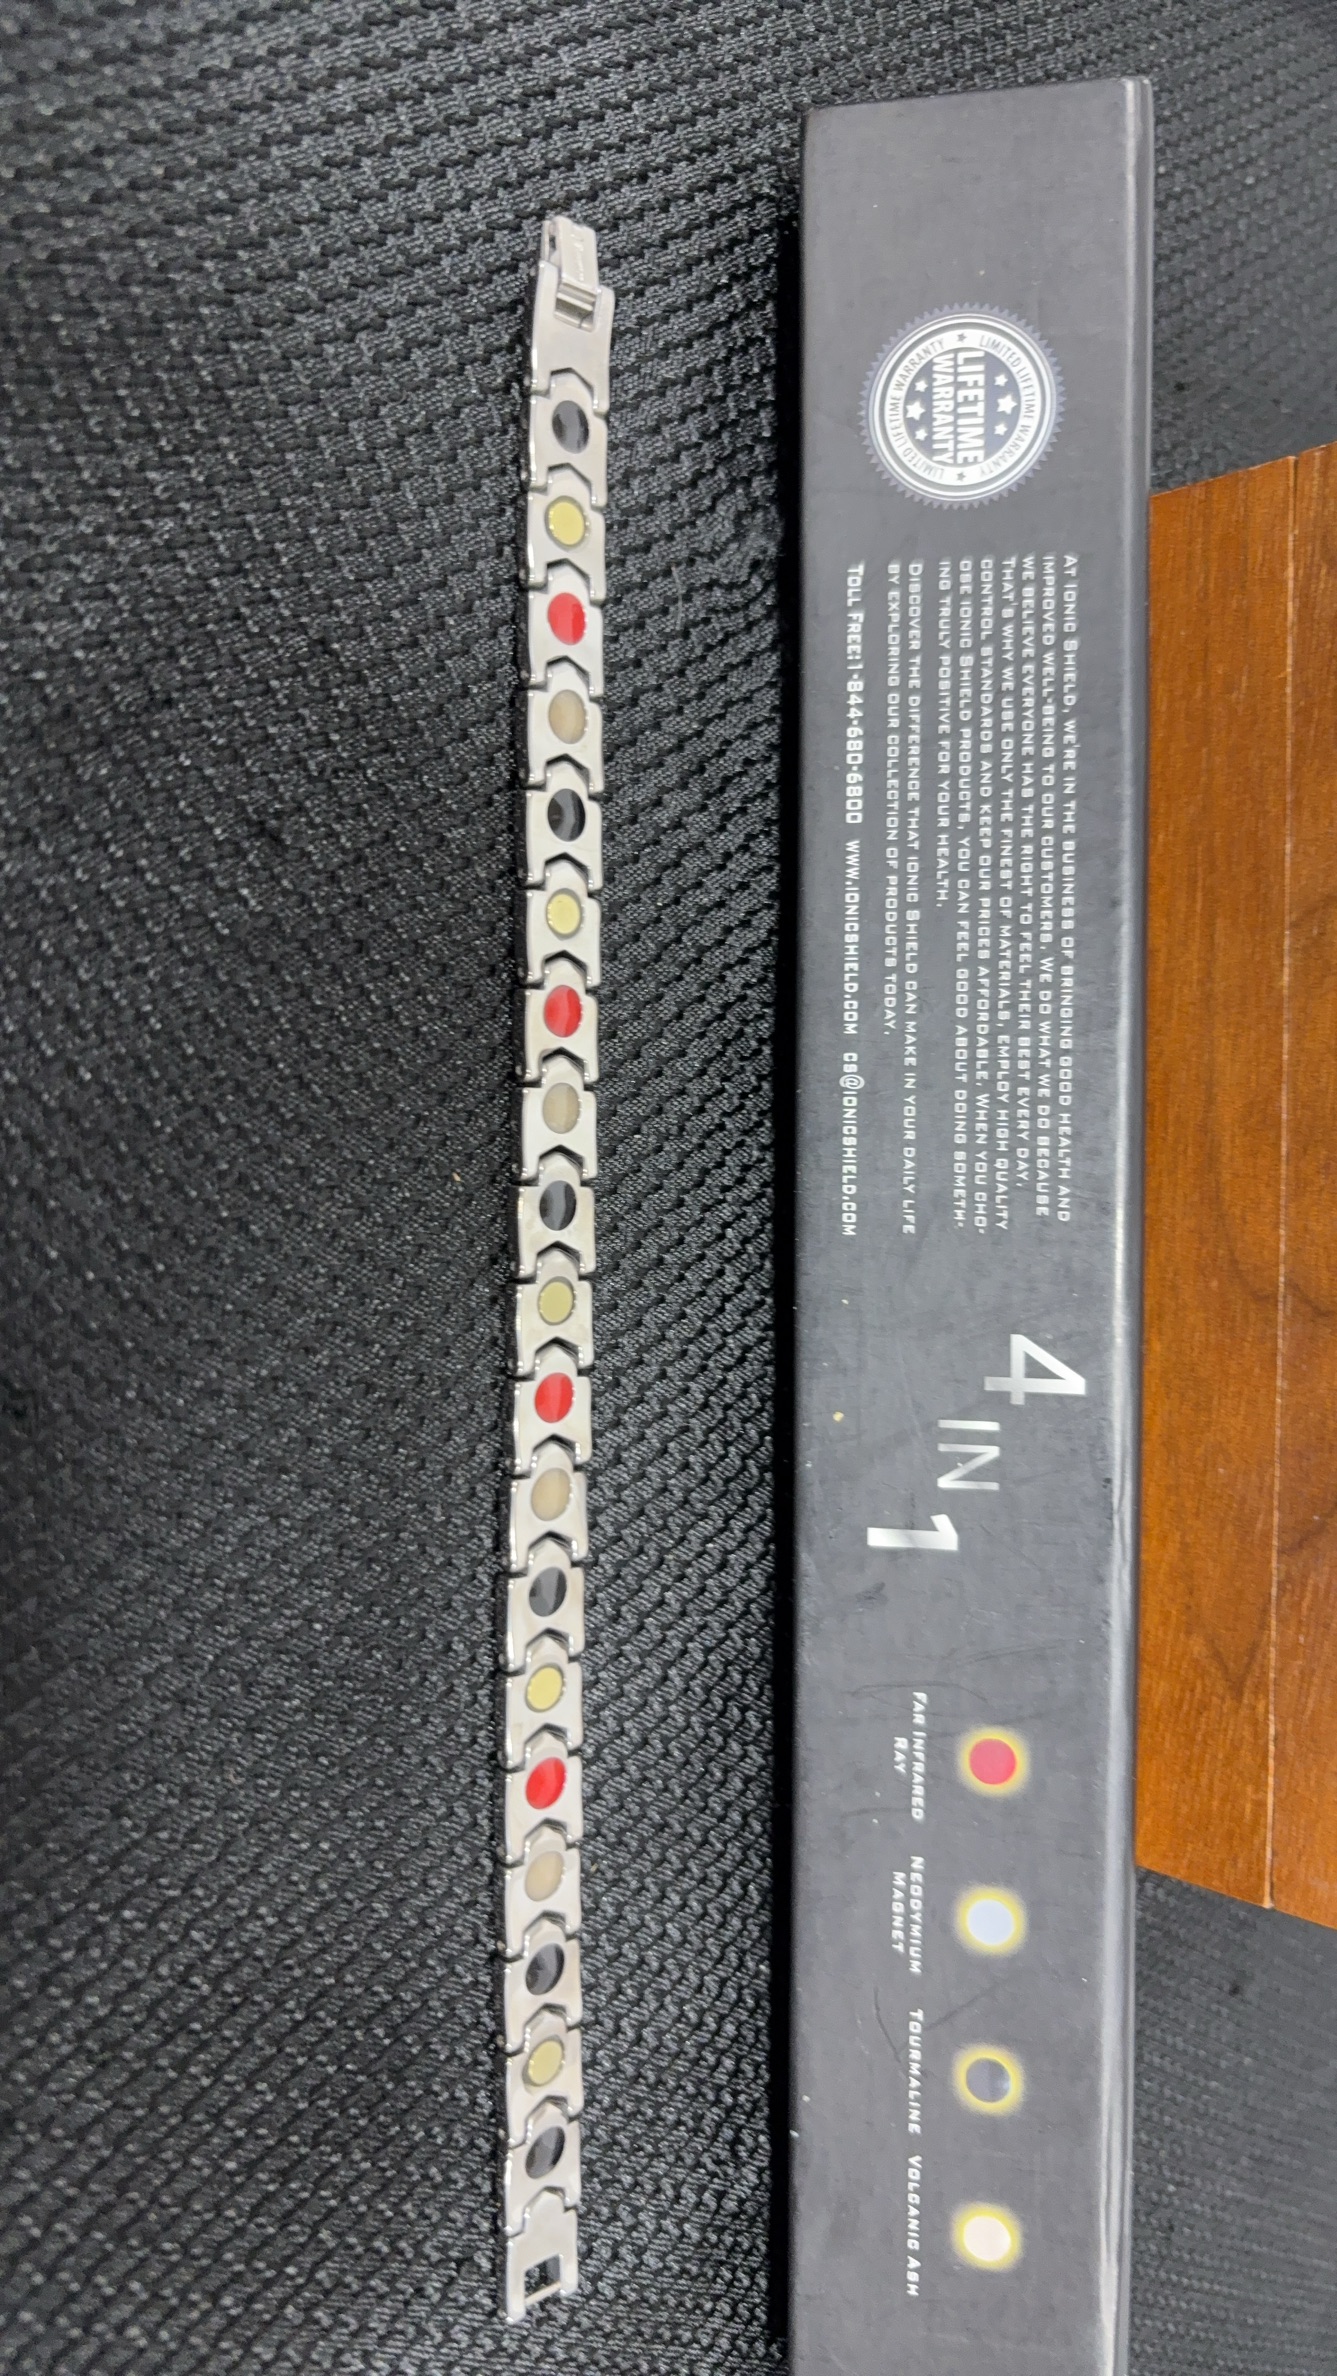 LIMITED LIFETIME WARRANTY
LIFETIME
WARRANTY
LIMITED LIFETIME WARRANTY
AT IONIC SHIELD, WE'RE IN THE BUSINESS OF BRINGING GOOD HEALTH AND
IMPROVED WELL-BEING TO OUR CUSTOMERS. WE DO WHAT WE DO BECAUSE
WE BELIEVE EVERYONE HAS THE RIGHT TO FEEL THEIR BEST EVERY DAY.
THAT'S WHY WE USE ONLY THE FINEST OF MATERIALS, EMPLOY HIGH QUALITY
CONTROL STANDARDS AND KEEP OUR PRICES AFFORDABLE. WHEN YOU CHO-
OSE IONIC SHIELD PRODUCTS, YOU CAN FEEL GOOD ABOUT DOING SOMETH-
ING TRULY POSITIVE FOR YOUR HEALTH.
DISCOVER THE DIFFERENCE THAT IONIC SHIELD CAN MAKE IN YOUR DAILY LIFE
BY EXPLORING OUR COLLECTION OF PRODUCTS TODAY.
TOLL FREE:1-844-680-6800 WWW.IONICSHIELD.COM CS@IONICSHIELD.COM
4 IN 1
FAR INFRARED
RAY
NEODYMIUM
MAGNET
TOURMALINE
VOLCANIC ASH